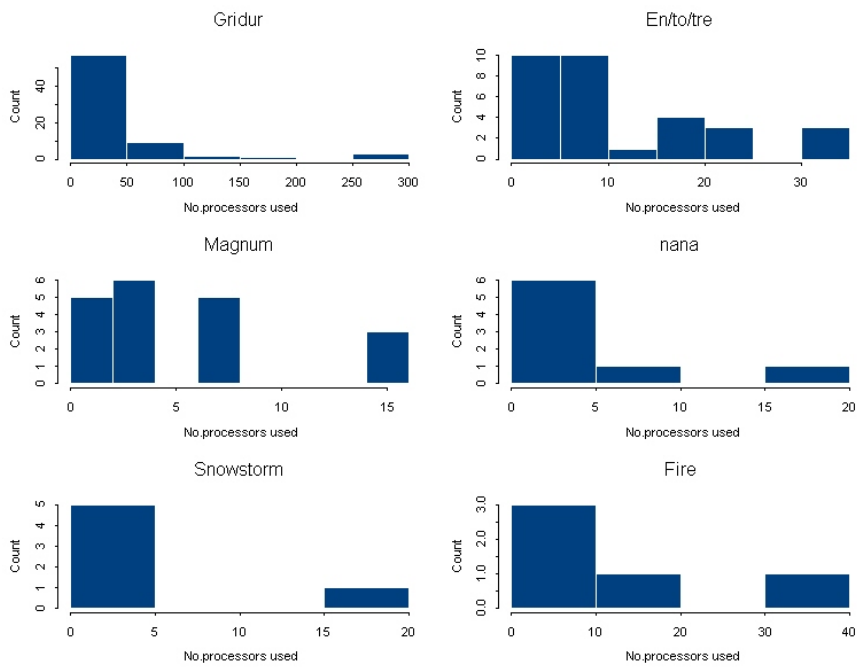 Gridur
En/to/tre
Count
0 20 40
0 50 100 150 200 250 300
No.processors used
Count
0 2 4 6 8 10
0 10 20 30
No.processors used
Magnum
nana
Count
0 1 2 3 4 5 6
0 5 10 15
No.processors used
Count
0 1 2 3 4 5 6
0 5 10 15 20
No.processors used
Snowstorm
Fire
Count
0 1 2 3 4 5
0 5 10 15 20
No.processors used
Count
0.0 1.0 2.0 3.0
0 10 20 30 40
No.processors used